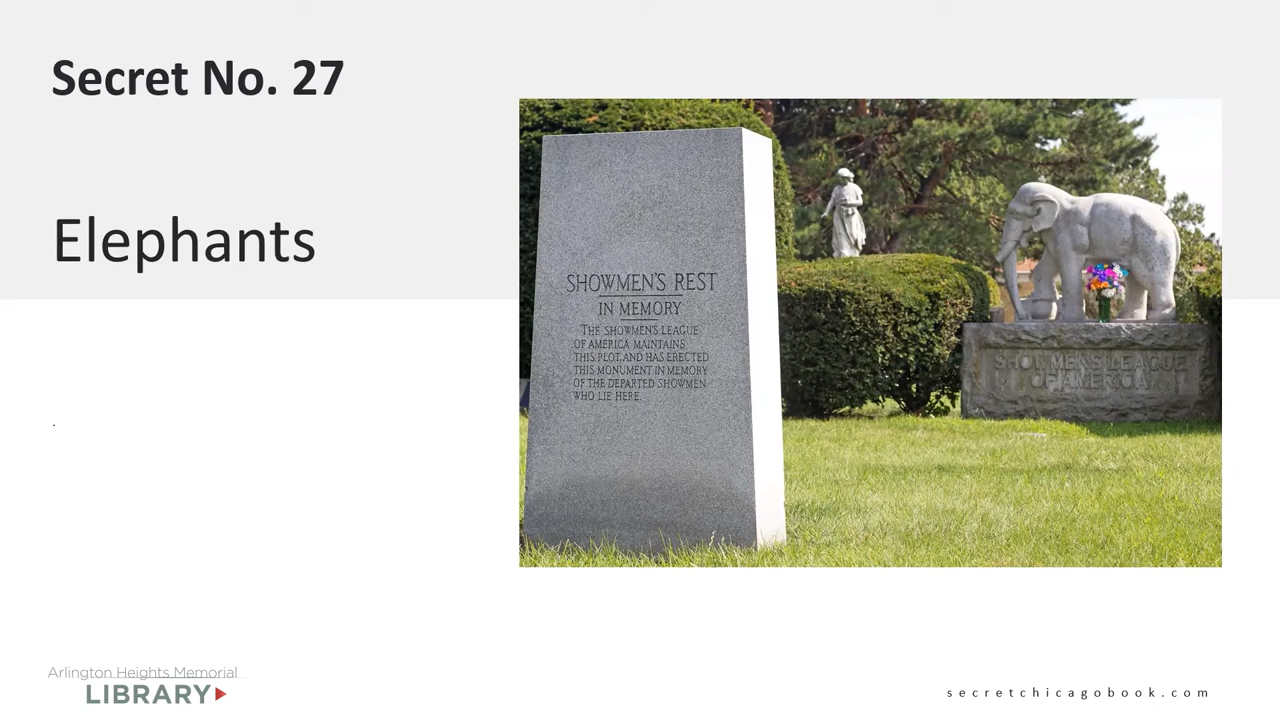 Secret No. 27
Elephants
.
SHOWMEN'S REST
IN MEMORY
THE SHOWMEN'S LEAGUE
OF AMERICA MAINTAINS
THIS PLOT AND HAS ERECTED
THIS MONUMENT IN MEMORY
OF THE DEPARTED SHOWMEN
WHO LIE HERE.
SHOWMEN'S LEAGUE
OF AMERICA
Arlington Heights Memorial
LIBRARY
secretchicagobook.com